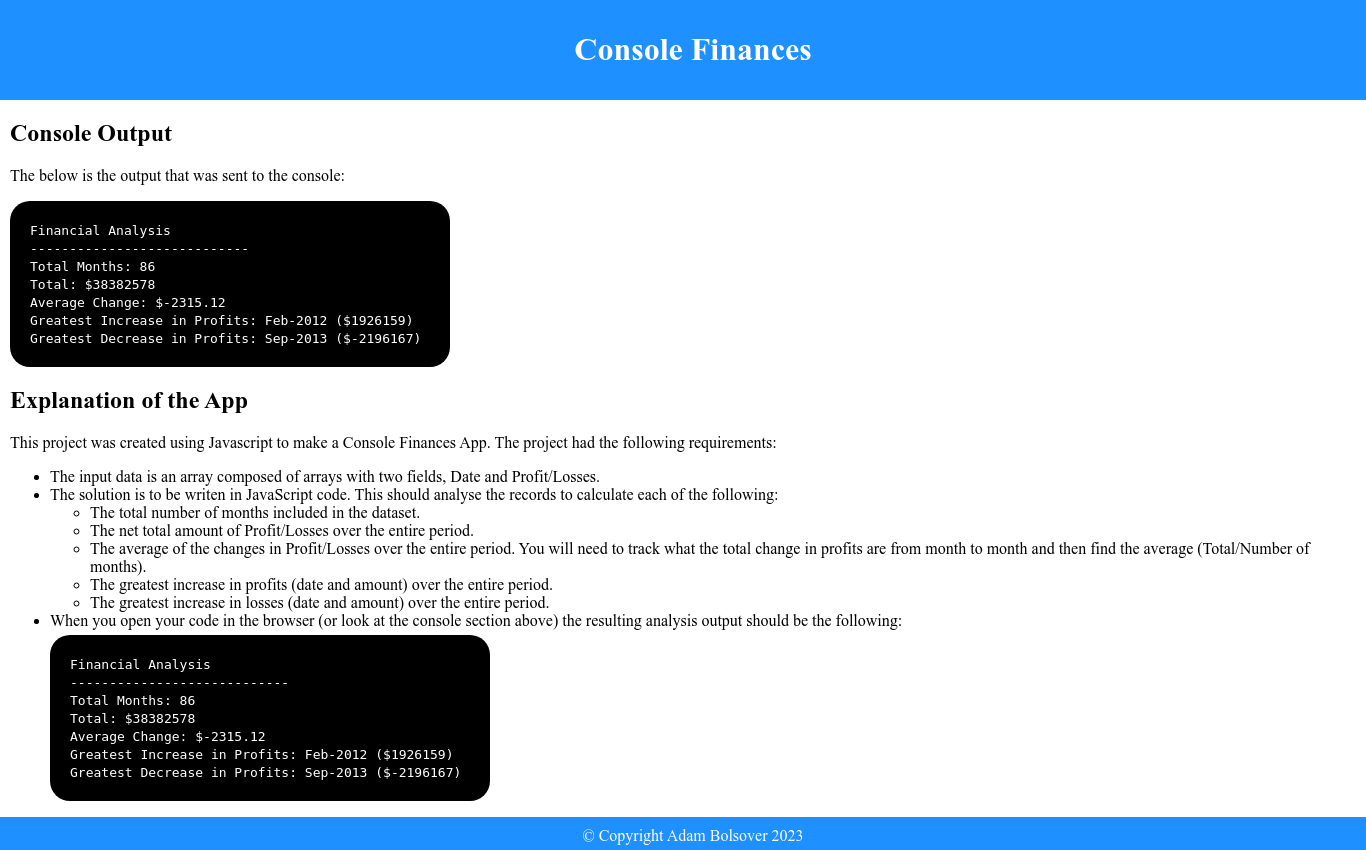 Console Finances
Console Output
The below is the output that was sent to the console:
Financial Analysis
----------------------------
Total Months: 86
Total: $38382578
Average Change: $-2315.12
Greatest Increase in Profits: Feb-2012 ($1926159)
Greatest Decrease in Profits: Sep-2013 ($-2196167)
Explanation of the App
This project was created using Javascript to make a Console Finances App. The project had the following requirements:
The input data is an array composed of arrays with two fields, Date and Profit/Losses.
The solution is to be writen in JavaScript code. This should analyse the records to calculate each of the following:
The total number of months included in the dataset.
The net total amount of Profit/Losses over the entire period.
The average of the changes in Profit/Losses over the entire period. You will need to track what the total change in profits are from month to month and then find the average (Total/Number of
months).
The greatest increase in profits (date and amount) over the entire period.
The greatest increase in losses (date and amount) over the entire period.
When you open your code in the browser (or look at the console section above) the resulting analysis output should be the following:
Financial Analysis
----------------------------
Total Months: 86
Total: $38382578
Average Change: $-2315.12
Greatest Increase in Profits: Feb-2012 ($1926159)
Greatest Decrease in Profits: Sep-2013 ($-2196167)
© Copyright Adam Bolsover 2023